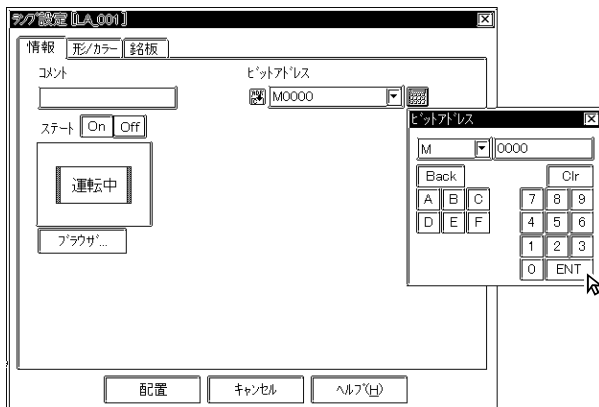 ﾗﾝﾌﾟ設定 [LA_001]
情報 形/ｶﾗｰ 銘板
ｺﾒﾝﾄ ﾋﾞｯﾄｱﾄﾞﾚｽ
M0000
ｽﾃｰﾄ On Off
運転中
ﾌﾞﾗｳｻﾞ...
ﾋﾞｯﾄｱﾄﾞﾚｽ
M 0000
Back Clr
A B C 7 8 9
D E F 4 5 6
1 2 3
0 ENT
配置 ｷｬﾝｾﾙ ﾍﾙﾌﾟ(H)